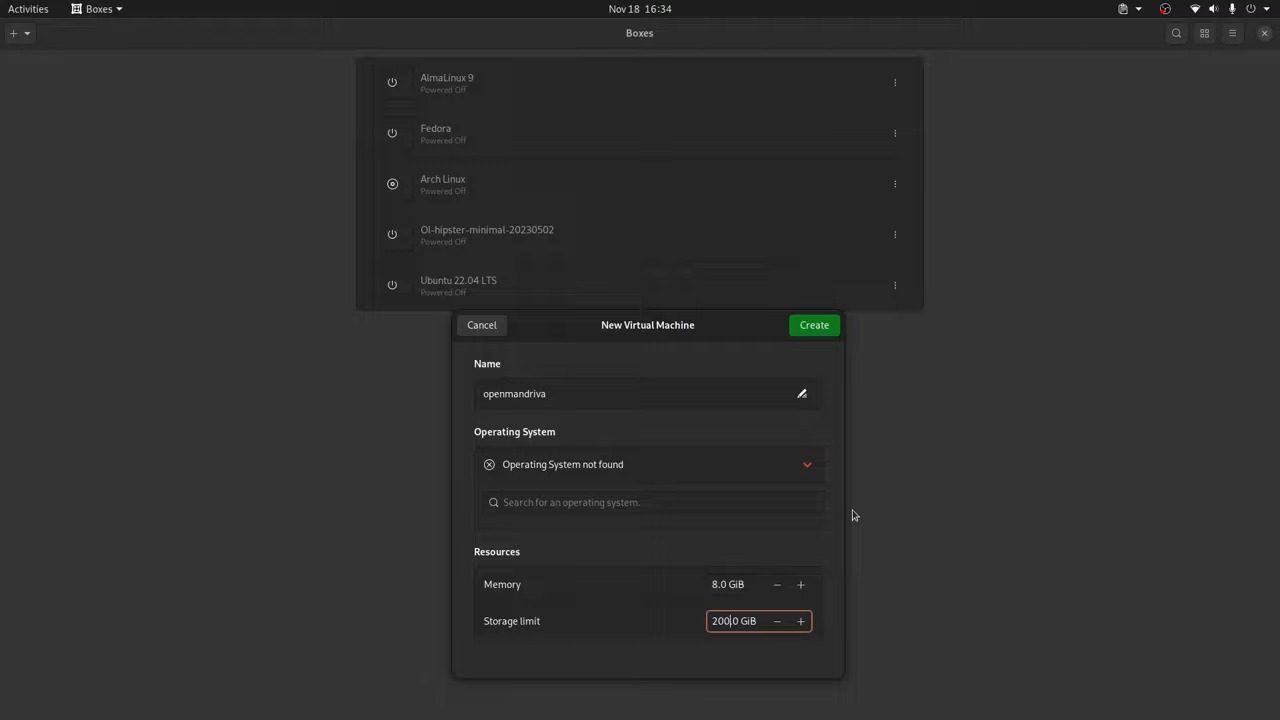 Activities
Boxes
Nov 18 16:34
Boxes
AlmaLinux 9
Powered Off
Fedora
Powered Off
Arch Linux
Powered Off
OI-hipster-minimal-20230502
Powered Off
Ubuntu 22.04 LTS
Powered Off
Cancel
New Virtual Machine
Create
Name
openmandriva
Operating System
Operating System not found
Search for an operating system…
Resources
Memory
8.0 GiB
Storage limit
200.0 GiB